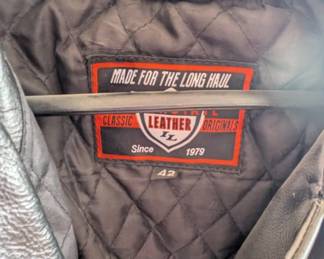 MADE FOR THE LONG HAUL
CLASSIC LEATHER ORIGINALS
IL
Since 1979
42